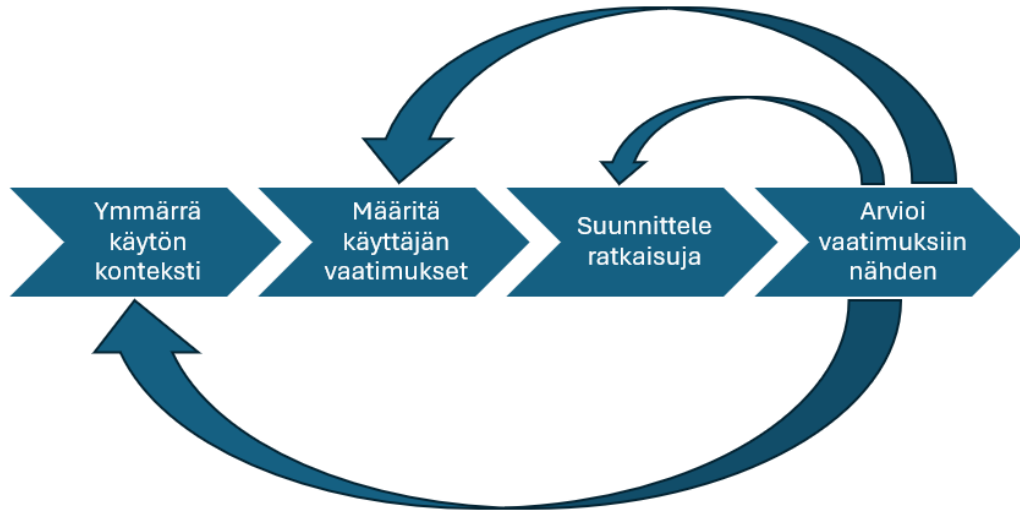 Ymmärrä
käytön
konteksti
Määritä
käyttäjän
vaatimukset
Suunnittele
ratkaisuja
Arvioi
vaatimuksiin
nähden